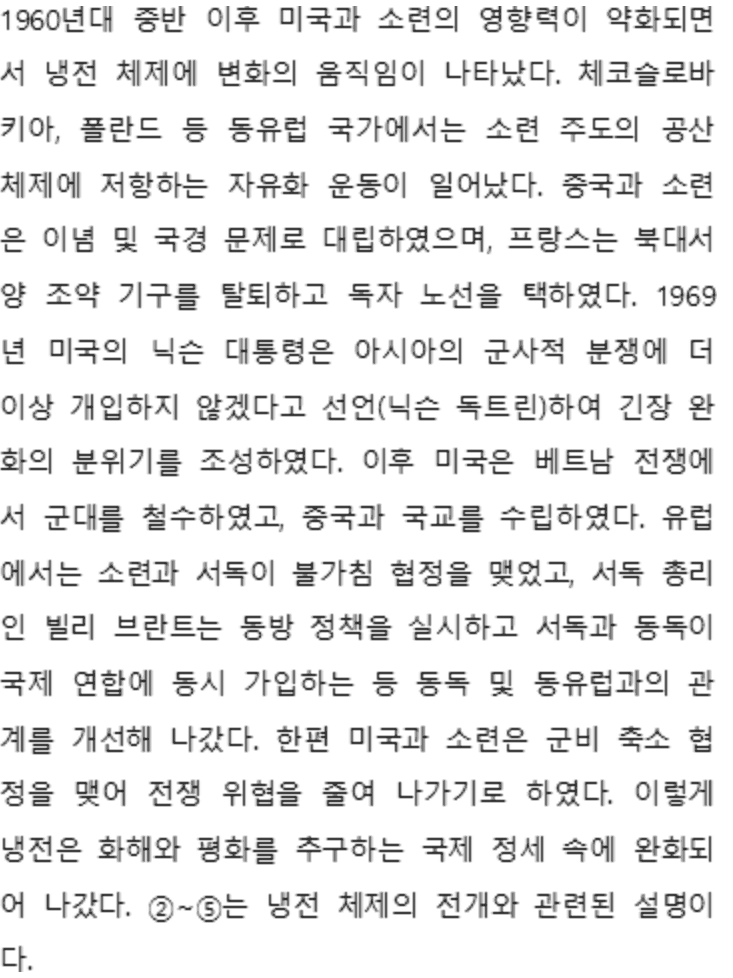 1960년대 중반 이후 미국과 소련의 영향력이 약화되면
서 냉전 체제에 변화의 움직임이 나타났다. 체코슬로바
키아, 폴란드 등 동유럽 국가에서는 소련 주도의 공산
체제에 저항하는 자유화 운동이 일어났다. 중국과 소련
은 이념 및 국경 문제로 대립하였으며, 프랑스는 북대서
양 조약 기구를 탈퇴하고 독자 노선을 택하였다. 1969
년 미국의 닉슨 대통령은 아시아의 군사적 분쟁에 더
이상 개입하지 않겠다고 선언(닉슨 독트린)하여 긴장 완
화의 분위기를 조성하였다. 이후 미국은 베트남 전쟁에
서 군대를 철수하였고, 중국과 국교를 수립하였다. 유럽
에서는 소련과 서독이 불가침 협정을 맺었고, 서독 총리
인 빌리 브란트는 동방 정책을 실시하고 서독과 동독이
국제 연합에 동시 가입하는 등 동독 및 동유럽과의 관
계를 개선해 나갔다. 한편 미국과 소련은 군비 축소 협
정을 맺어 전쟁 위협을 줄여 나가기로 하였다. 이렇게
냉전은 화해와 평화를 추구하는 국제 정세 속에 완화되
어 나갔다. ②~⑤는 냉전 체제의 전개와 관련된 설명이
다.